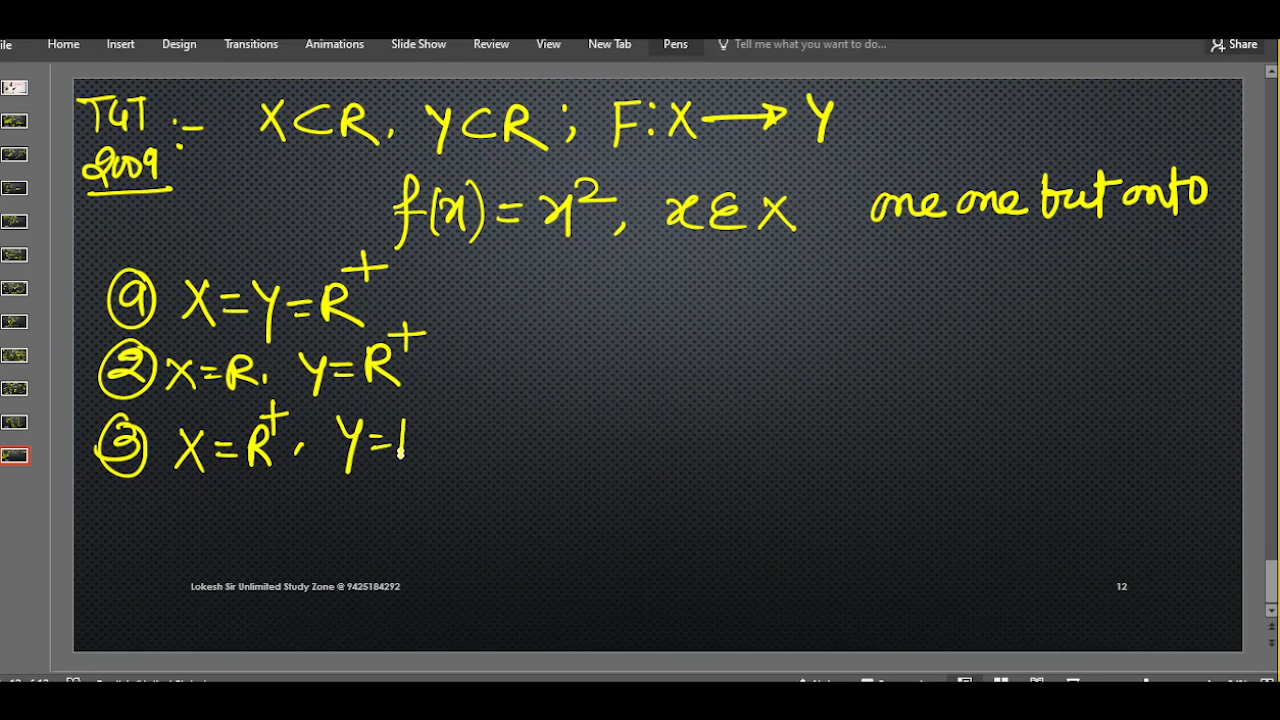 File Home Insert Design Transitions Animations Slide Show Review View New Tab Pens Tell me what you want to do... Share
TGT :- X⊂R, Y⊂R ; F:X→Y
2009
f(x) = x², x∈X one one but onto
① X=Y=R⁺
② X=R, Y=R⁺
③ X=R⁺, Y=
Lokesh Sir Unlimited Study Zone @ 9425184292 12